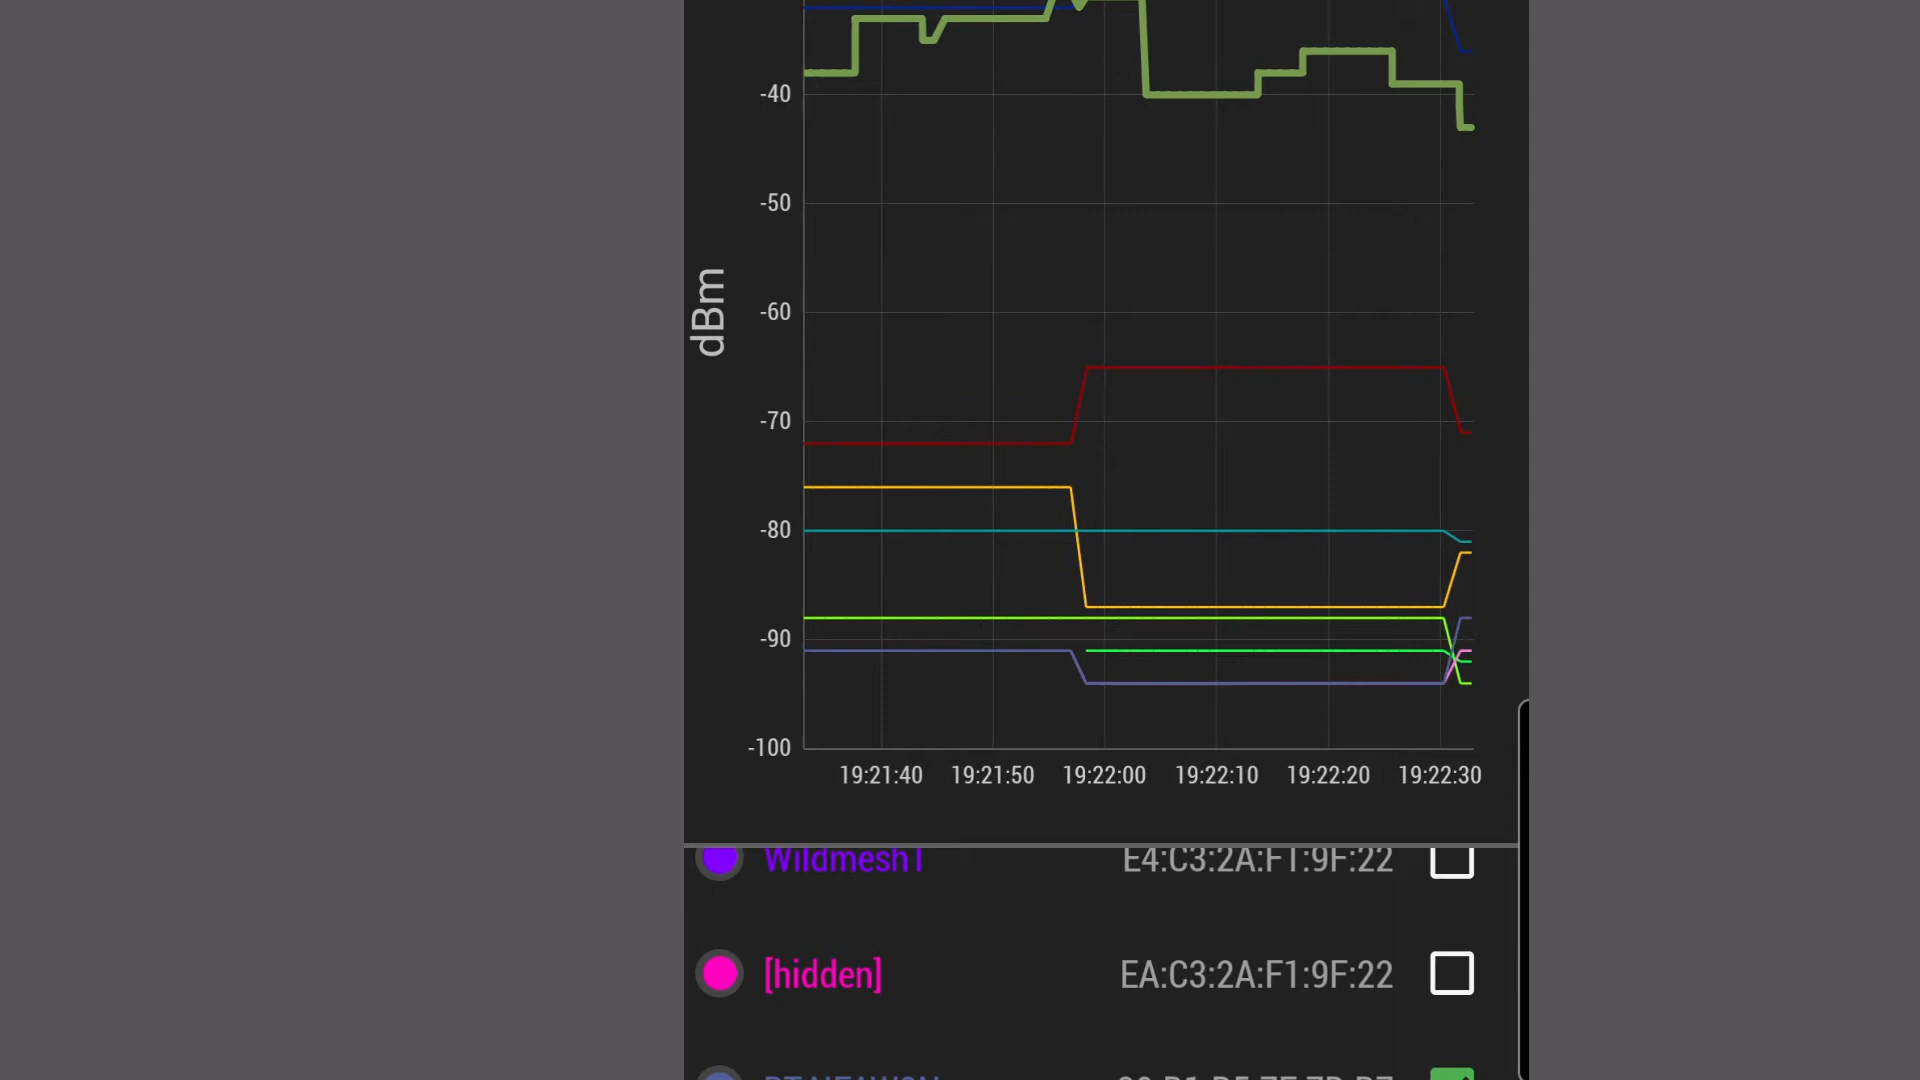 -40
-50
dBm
-60
-70
-80
-90
-100
19:21:40 19:21:50 19:22:00 19:22:10 19:22:20 19:22:30
Wildmesh1 E4:C3:2A:F1:9F:22
[hidden] EA:C3:2A:F1:9F:22